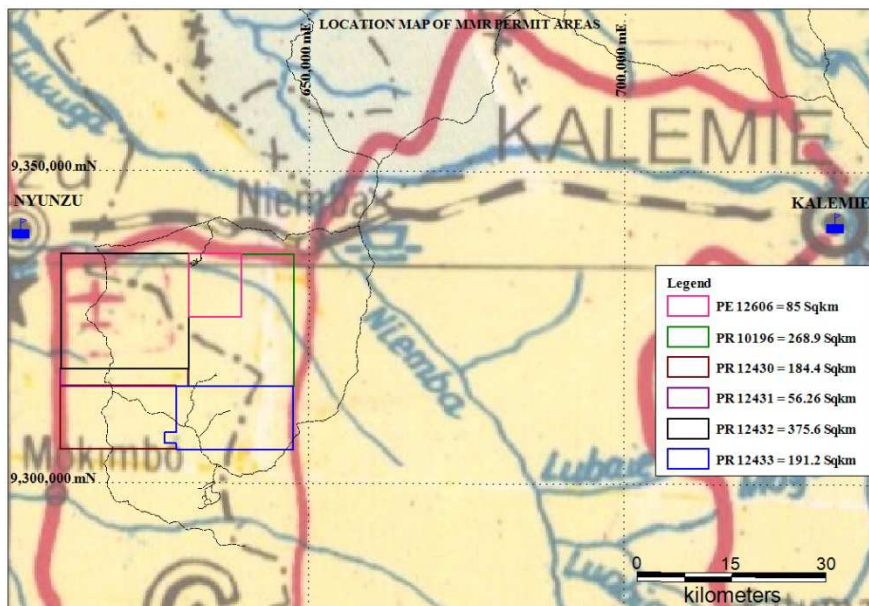 LOCATION MAP OF MMR PERMIT AREAS
650,000 mE
700,000 mE
Lukuga
KALEMIE
9,350,000 mN
zu
NYUNZU
Niemba
KALEMIE
Legend
PE 12606 = 85 Sqkm
PR 10196 = 268.9 Sqkm
PR 12430 = 184.4 Sqkm
PR 12431 = 56.26 Sqkm
PR 12432 = 375.6 Sqkm
PR 12433 = 191.2 Sqkm
Niemba
Mokimbo
9,300,000 mN
0 15 30
kilometers